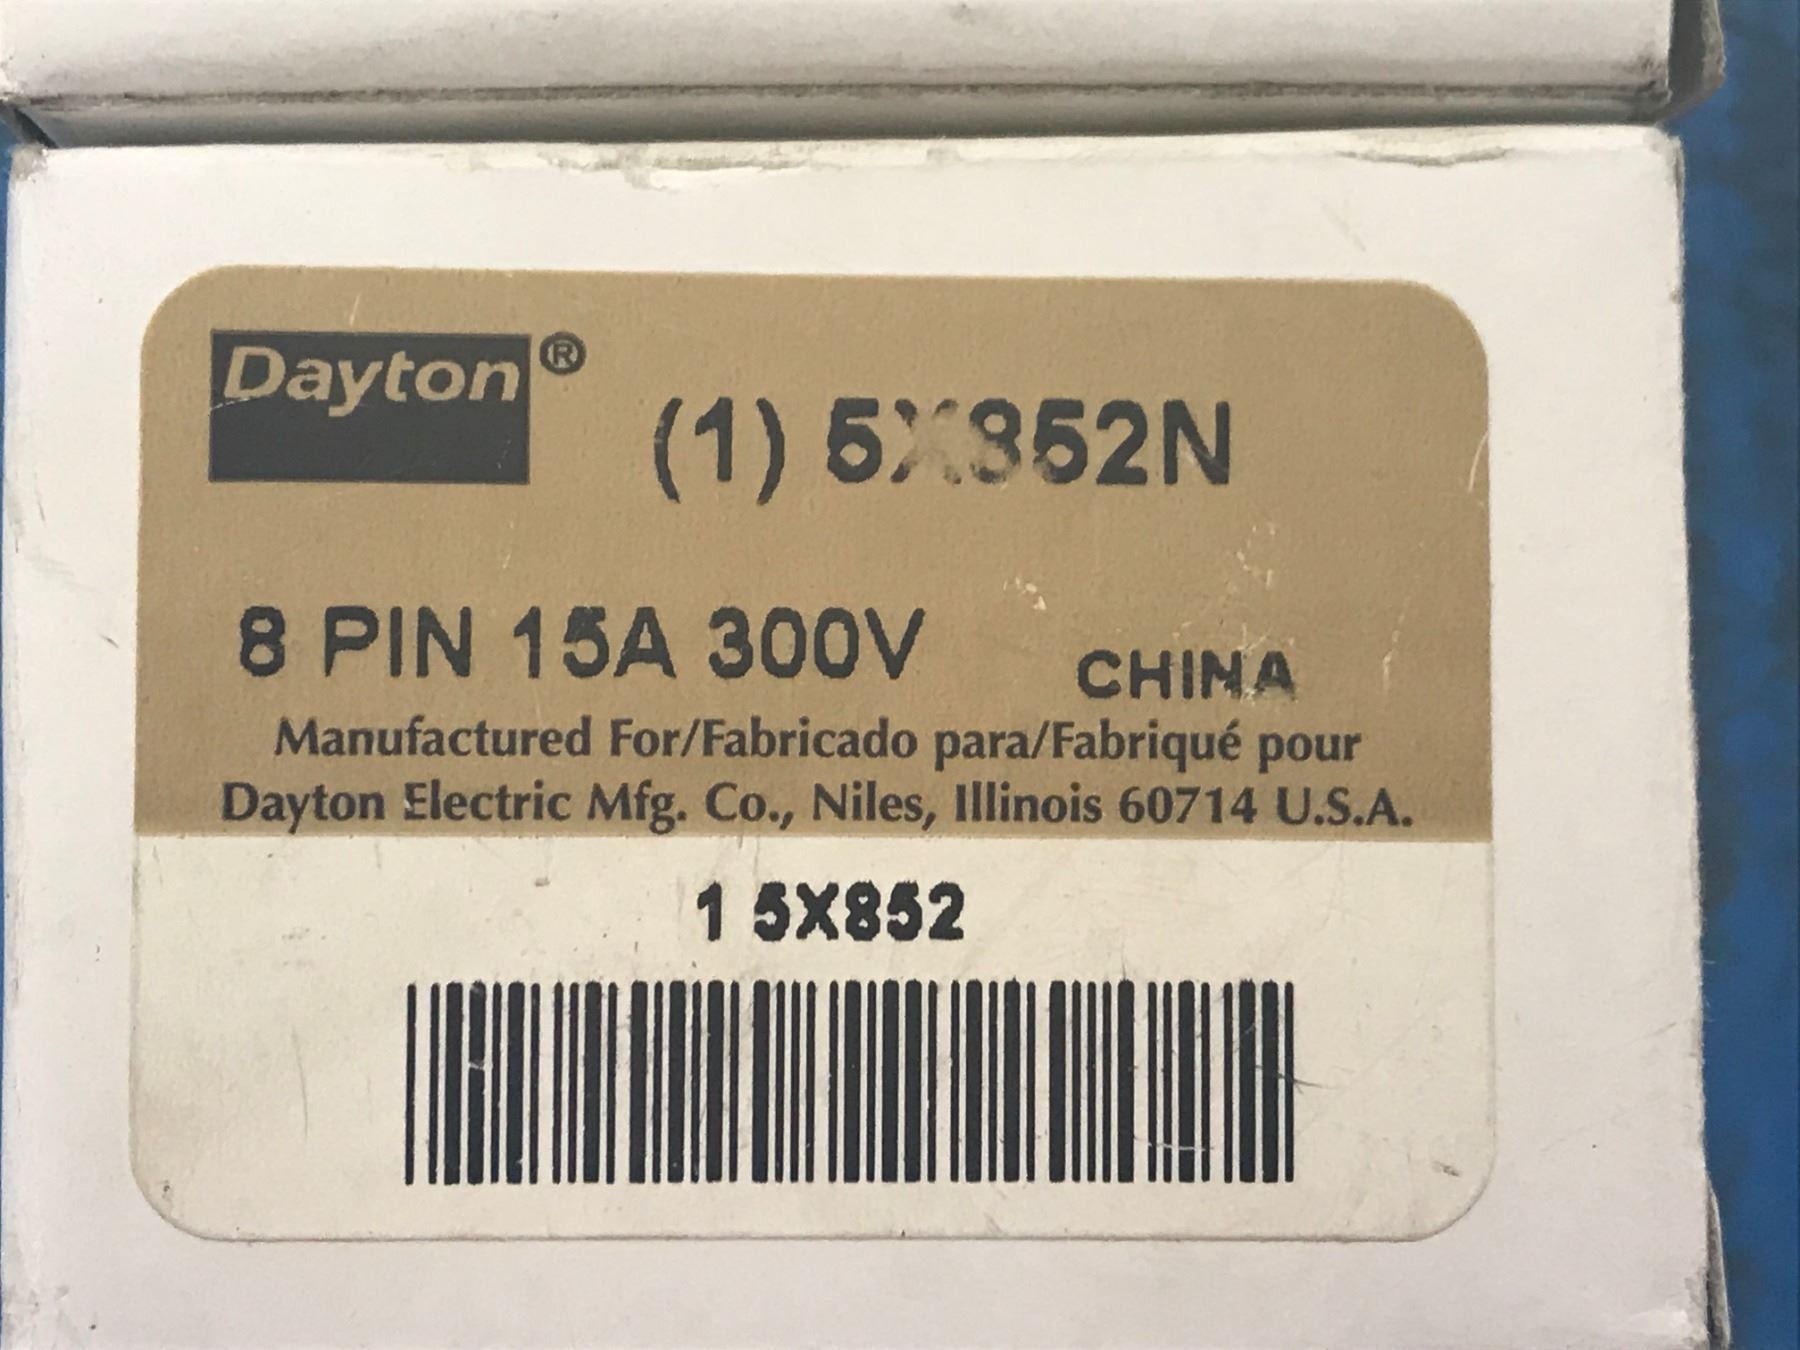 Dayton®
(1) 5X852N
8 PIN 15A 300V
CHINA
Manufactured For/Fabricado para/Fabriqué pour
Dayton Electric Mfg. Co., Niles, Illinois 60714 U.S.A.
1 5X852